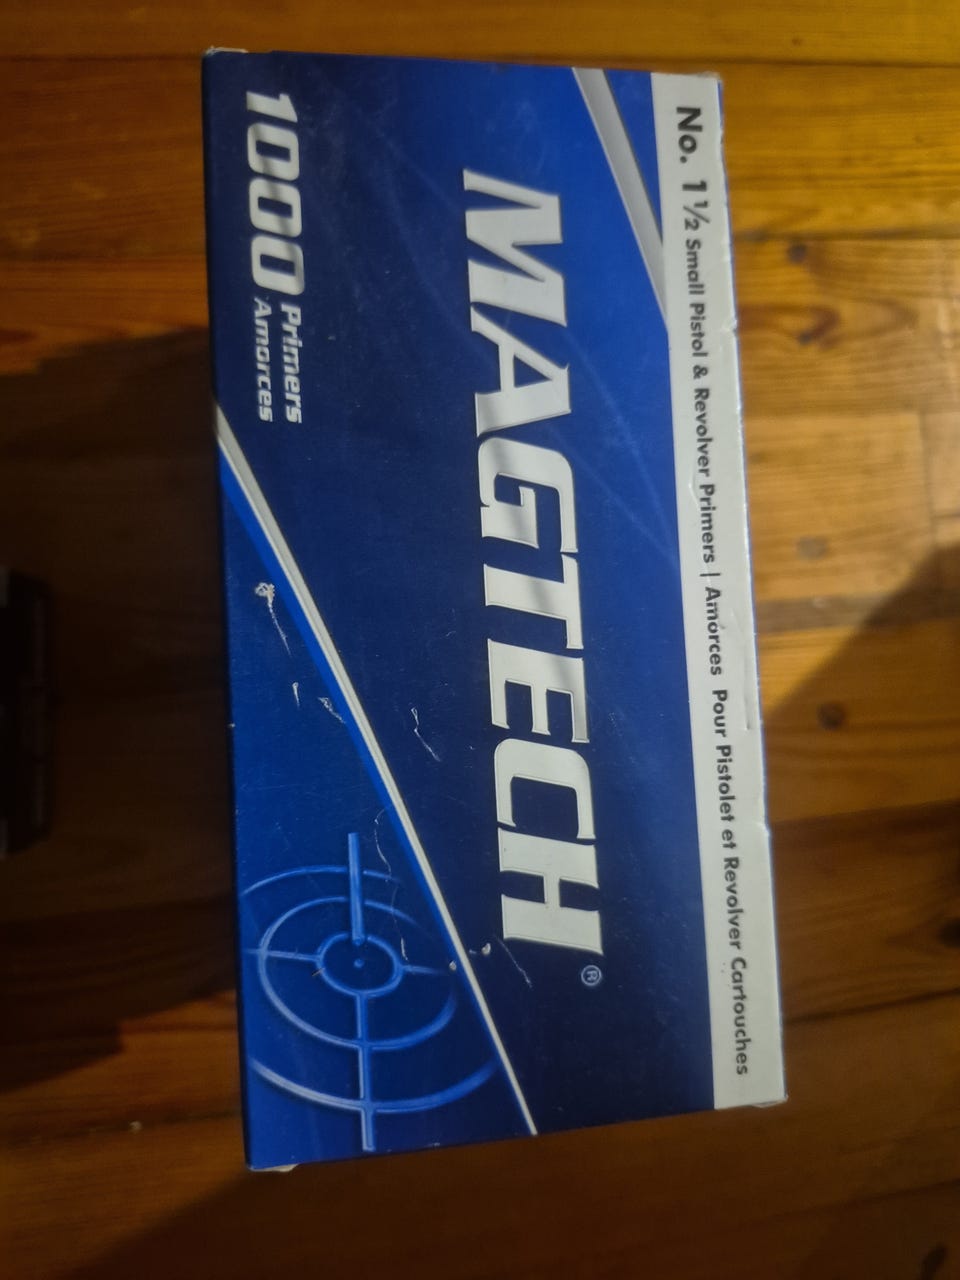 No. 1½ Small Pistol & Revolver Primers | Amorces Pour Pistolet et Revolver Cartouches
MAGTECH®
1000 Primers
Amorces